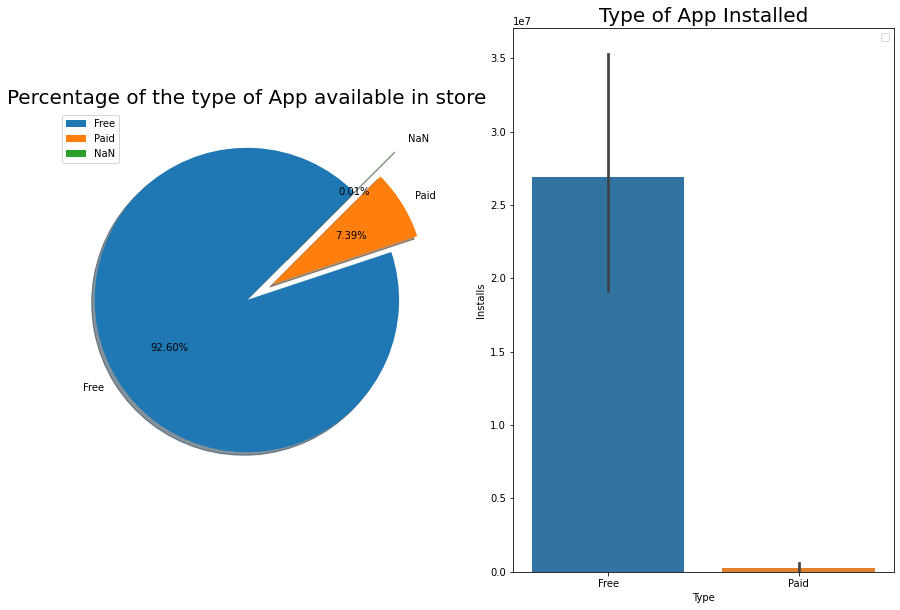 Percentage of the type of App available in store
Free
Paid
NaN
NaN
0.01%
Paid
7.39%
92.60%
Free
Type of App Installed
1e7
3.5
3.0
2.5
2.0
1.5
1.0
0.5
0.0
Installs
Free
Paid
Type